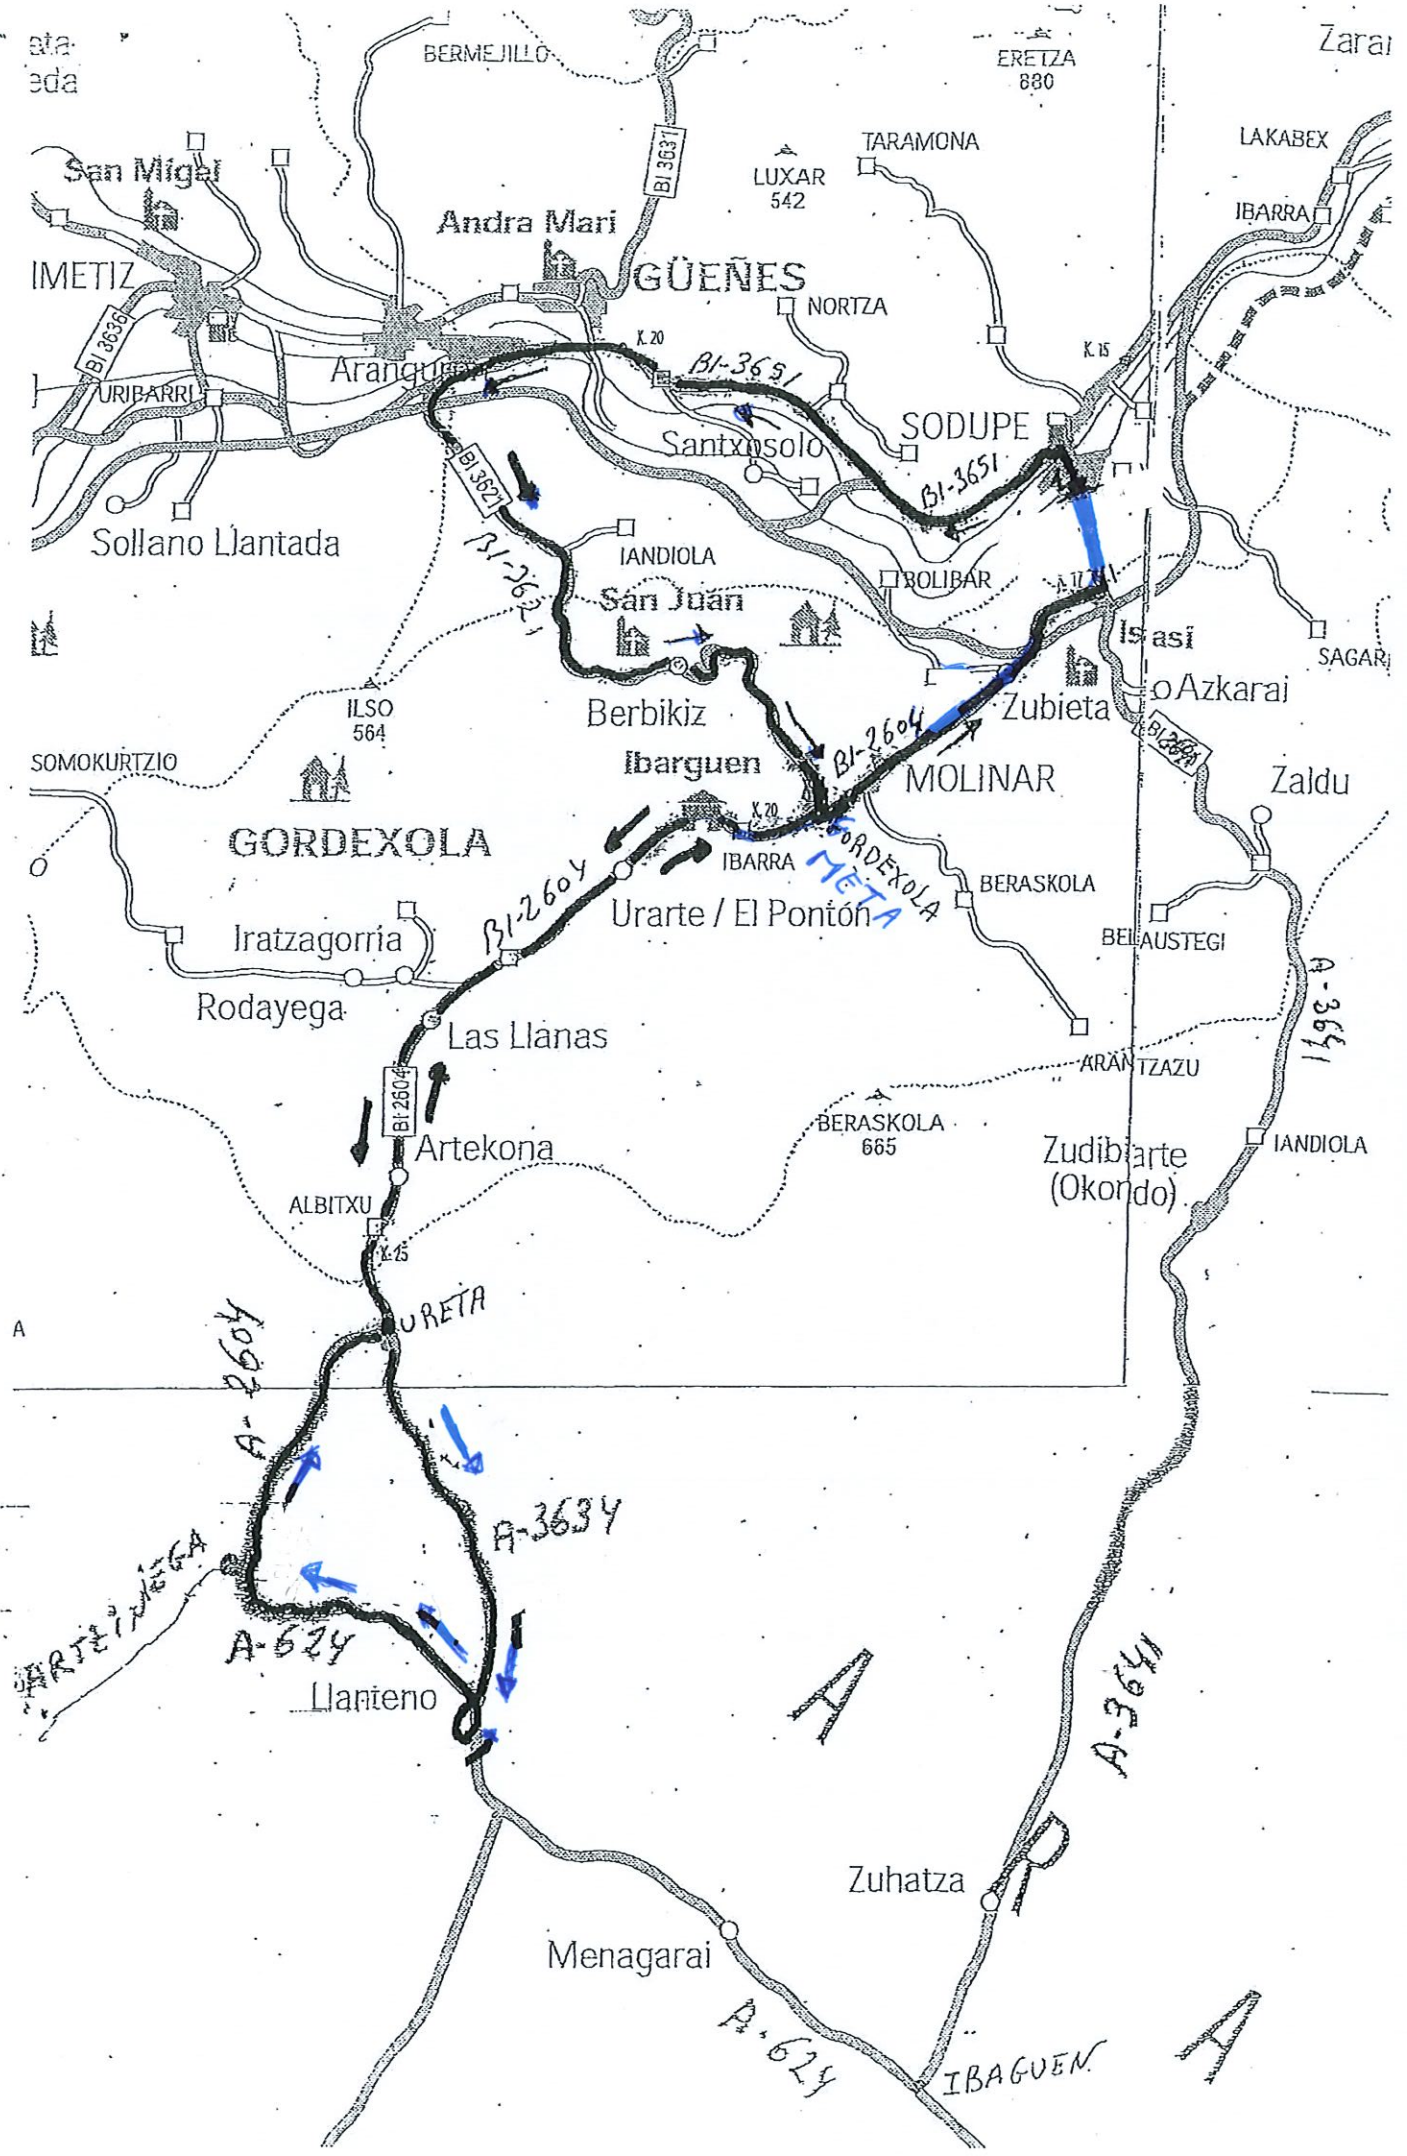 eta
eda
BERMEJILLO
ERETZA
880
Zarar
BI 3631
TARAMONA
LAKABEX
San Migel
LUXAR
542
IBARRA
Andra Mari
IMETIZ
GÜEÑES
NORTZA
BI 3636
K.20
K.15
Aranguren
BI-3651
URIBARRI
Santxosolo
SODUPE
BI 3621
BI-3651
Sollano Llantada
BI-3621
IANDIOLA
BOLIBAR
San Juan
Isasi
SAGAR
ILSO
564
Berbikiz
Zubieta
Azkarai
BI-2604
SOMOKURTZIO
Ibarguen
MOLINAR
Zaldu
K.20
GORDEXOLA
IBARRA
GORDEXOLA
META
BERASKOLA
BI-2604
Urarte / El Pontón
Iratzagorria
BELAUSTEGI
A-3641
Rodayega
Las Llanas
ARANTZAZU
BI 2604
BERASKOLA
665
Artekona
Zudibiarte
(Okondo)
IANDIOLA
ALBITXU
K.15
URETA
A
A-2604
A-3634
ARTZINIEGA
A-624
Llanteno
A
A-3641
R
Zuhatza
Menagarai
A-624
A
IBAGUEN